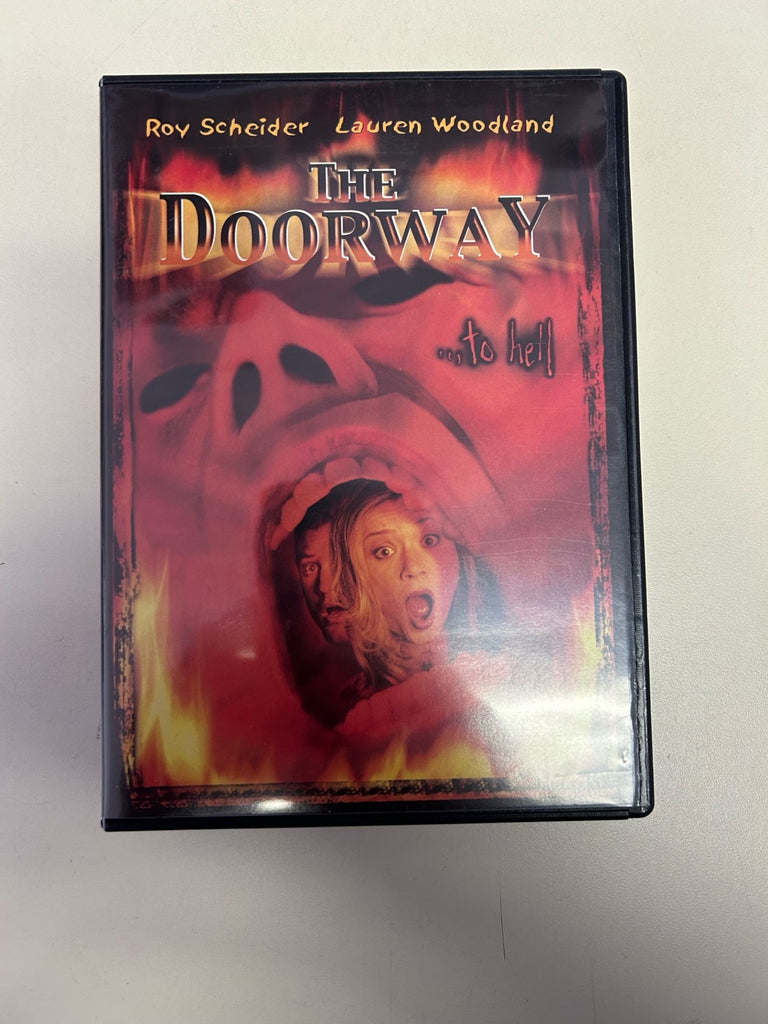 Roy Scheider Lauren Woodland
THE
DOORWAY
...to hell